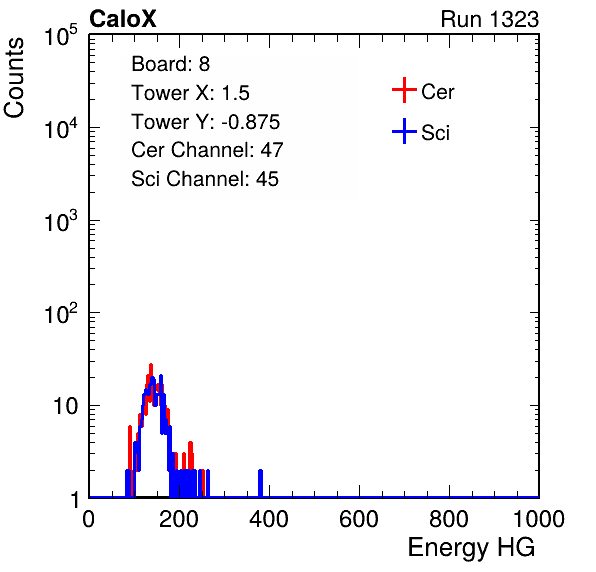 CaloX Run 1323
Counts
10^5
10^4
10^3
10^2
10
1
Board: 8
Tower X: 1.5
Tower Y: -0.875
Cer Channel: 47
Sci Channel: 45
Cer
Sci
0 200 400 600 800 1000
Energy HG